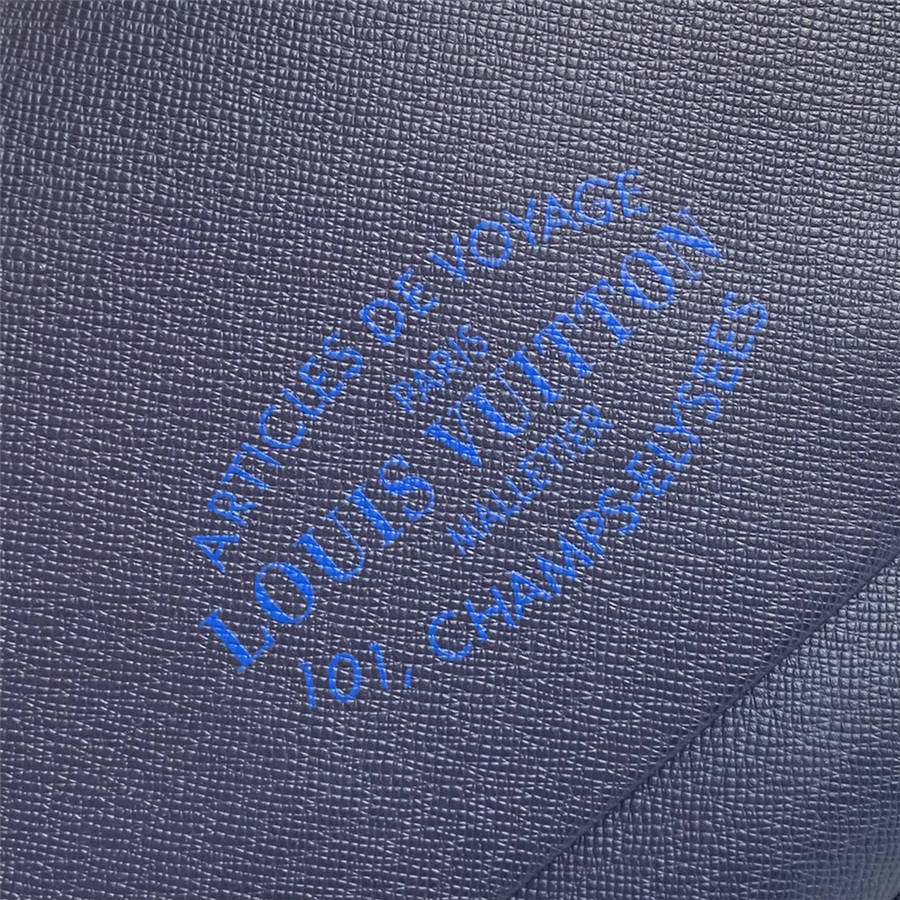 ARTICLES DE VOYAGE
PARIS
LOUIS VUITTON
MALLETIER
101, CHAMPS-ELYSEES